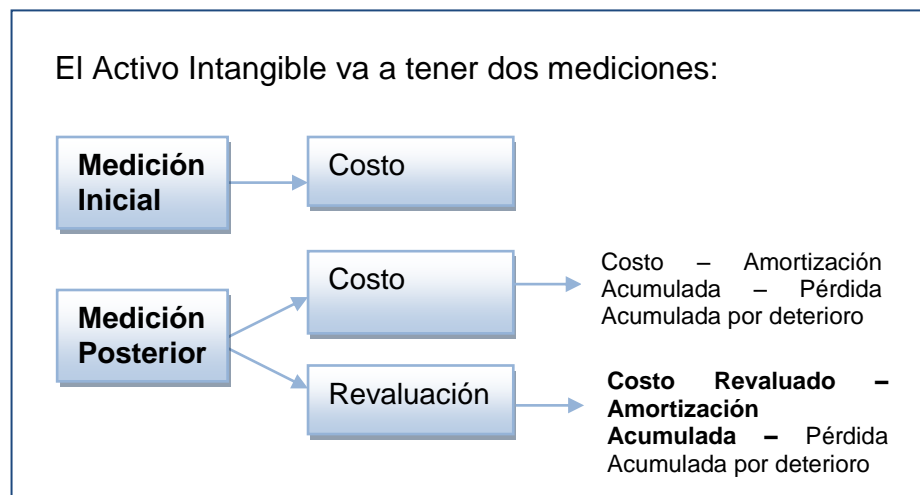 El Activo Intangible va a tener dos mediciones:
Medición
Inicial
Costo
Medición
Posterior
Costo
Costo – Amortización
Acumulada – Pérdida
Acumulada por deterioro
Revaluación
Costo Revaluado –
Amortización
Acumulada – Pérdida
Acumulada por deterioro